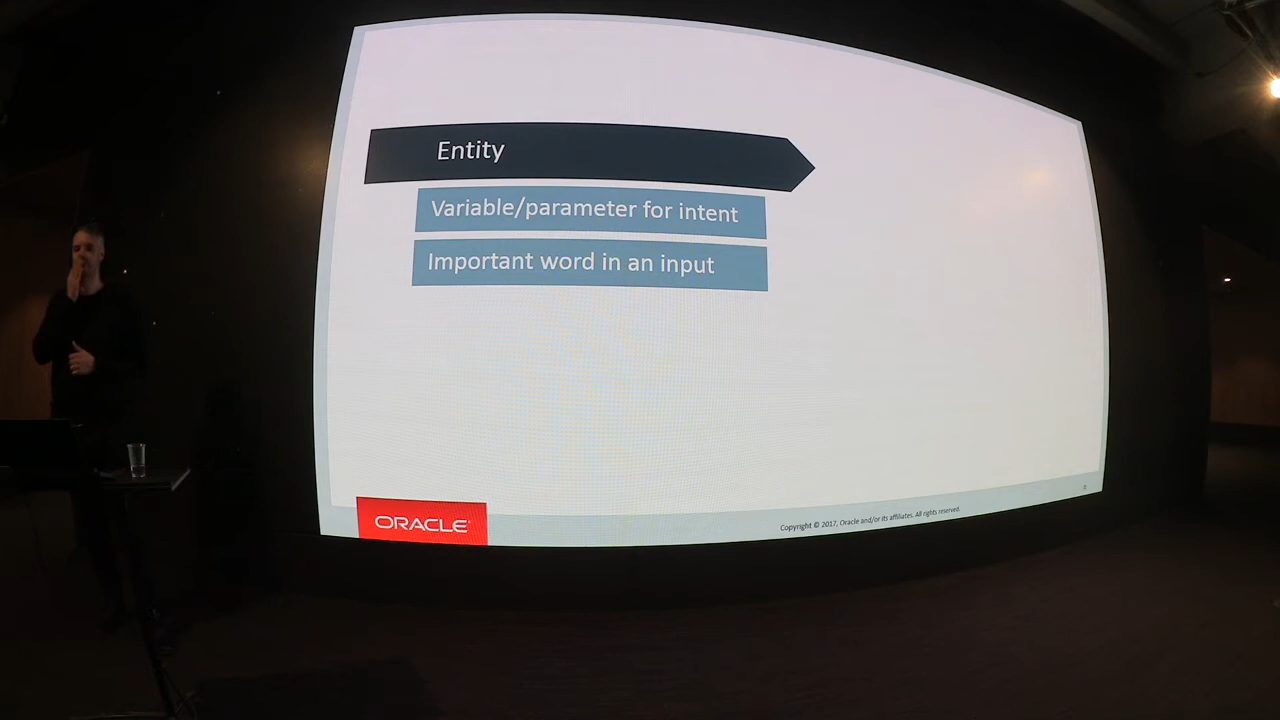 Entity
Variable/parameter for intent
Important word in an input
ORACLE
Copyright © 2017, Oracle and/or its affiliates. All rights reserved.